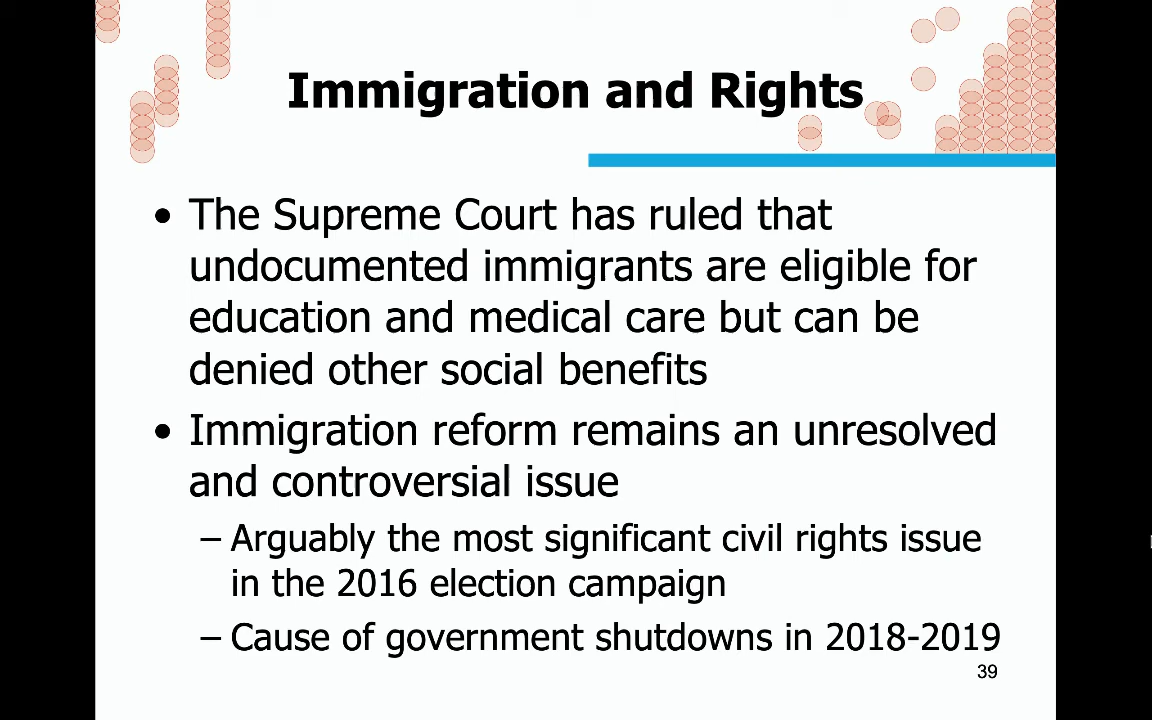 Immigration and Rights
• The Supreme Court has ruled that
undocumented immigrants are eligible for
education and medical care but can be
denied other social benefits
• Immigration reform remains an unresolved
and controversial issue
– Arguably the most significant civil rights issue
in the 2016 election campaign
– Cause of government shutdowns in 2018-2019
39